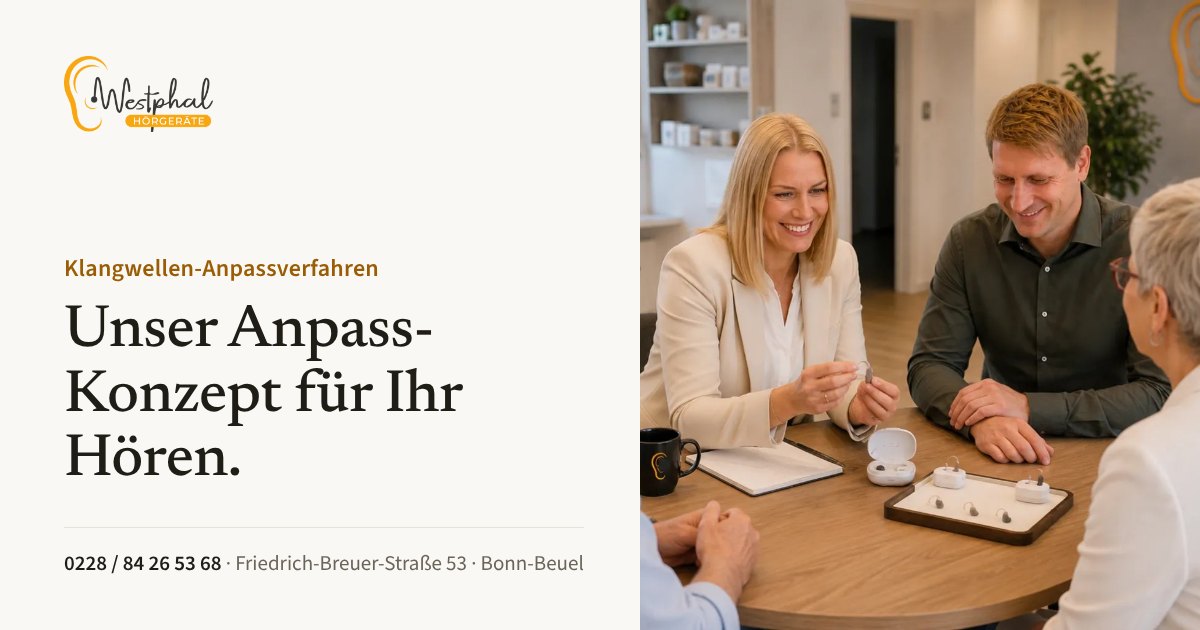 Westphal
HÖRGERÄTE
Klangwellen-Anpassverfahren
Unser Anpass-
Konzept für Ihr
Hören.
0228 / 84 26 53 68 · Friedrich-Breuer-Straße 53 · Bonn-Beuel